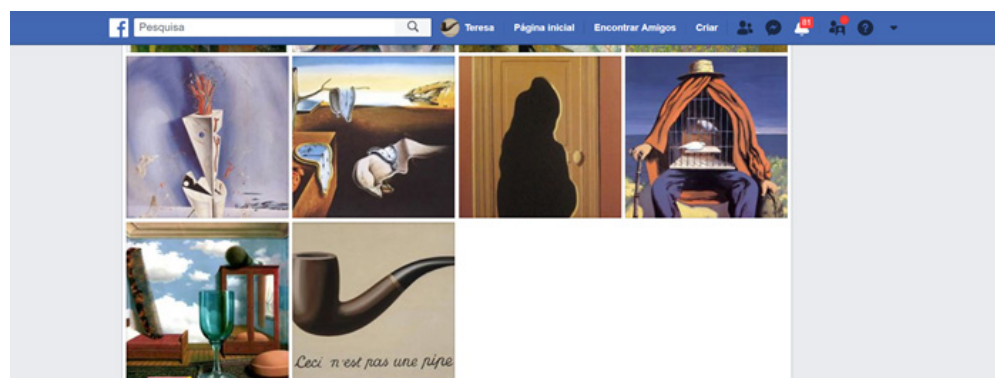 f Pesquisa Teresa Página inicial Encontrar Amigos Criar 81
Ceci n'est pas une pipe